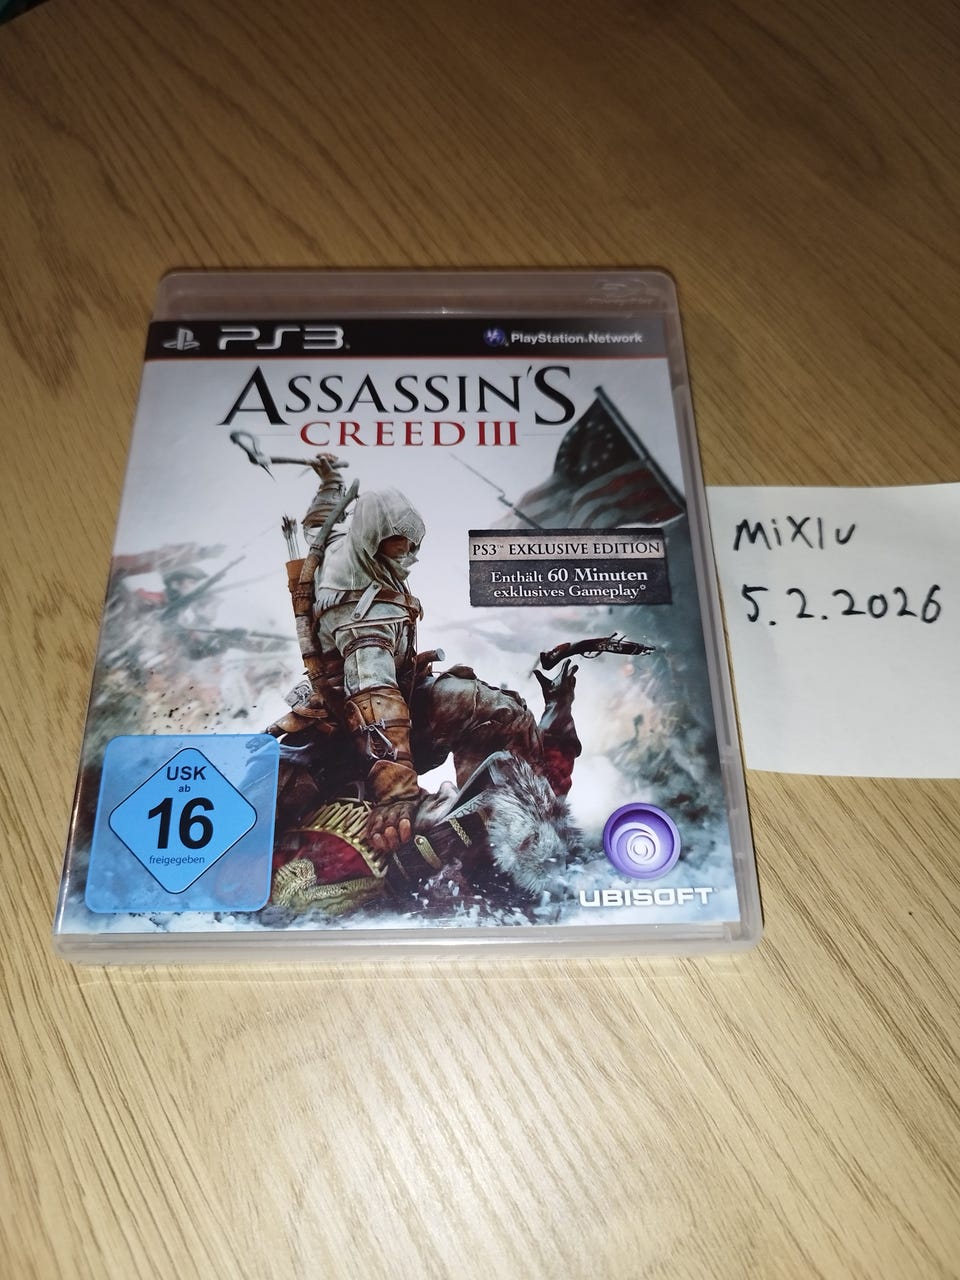 PS3
PlayStation Network
ASSASSIN'S
CREED III
PS3™ EXKLUSIVE EDITION
Enthält 60 Minuten
exklusives Gameplay°
MiXlu
5.2.2026
USK
ab
16
freigegeben
UBISOFT